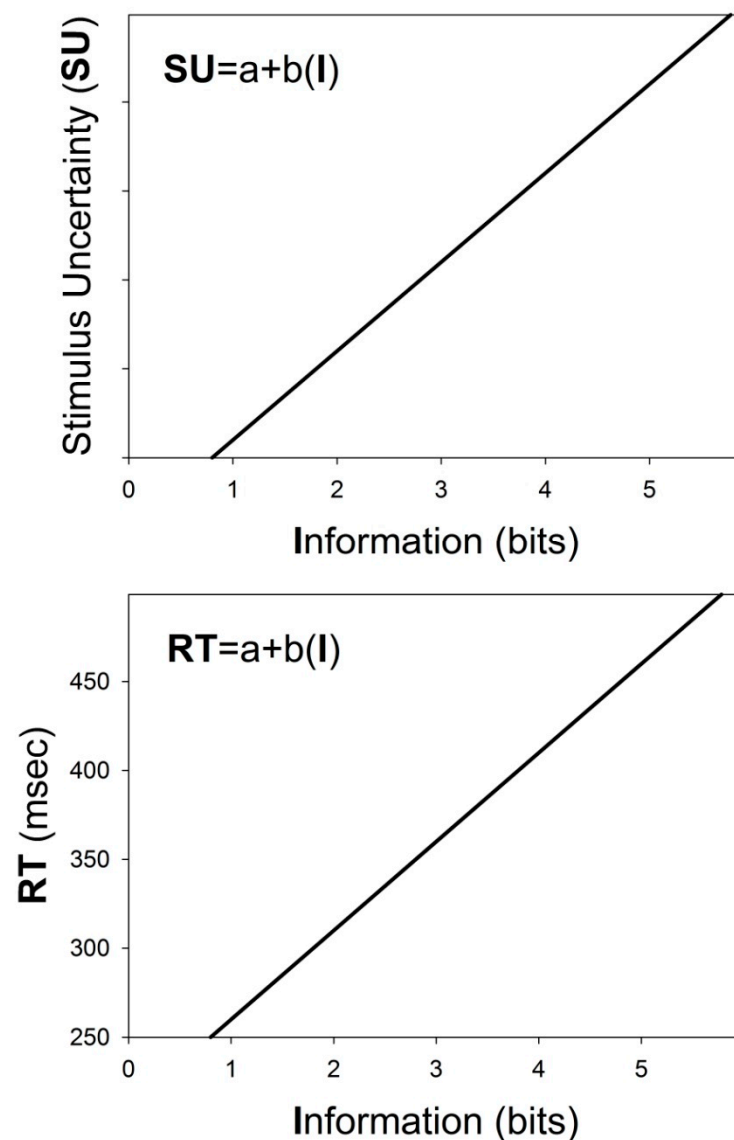 SU=a+b(I)
Stimulus Uncertainty (SU)
0 1 2 3 4 5
Information (bits)
RT=a+b(I)
RT (msec)
450
400
350
300
250
0 1 2 3 4 5
Information (bits)